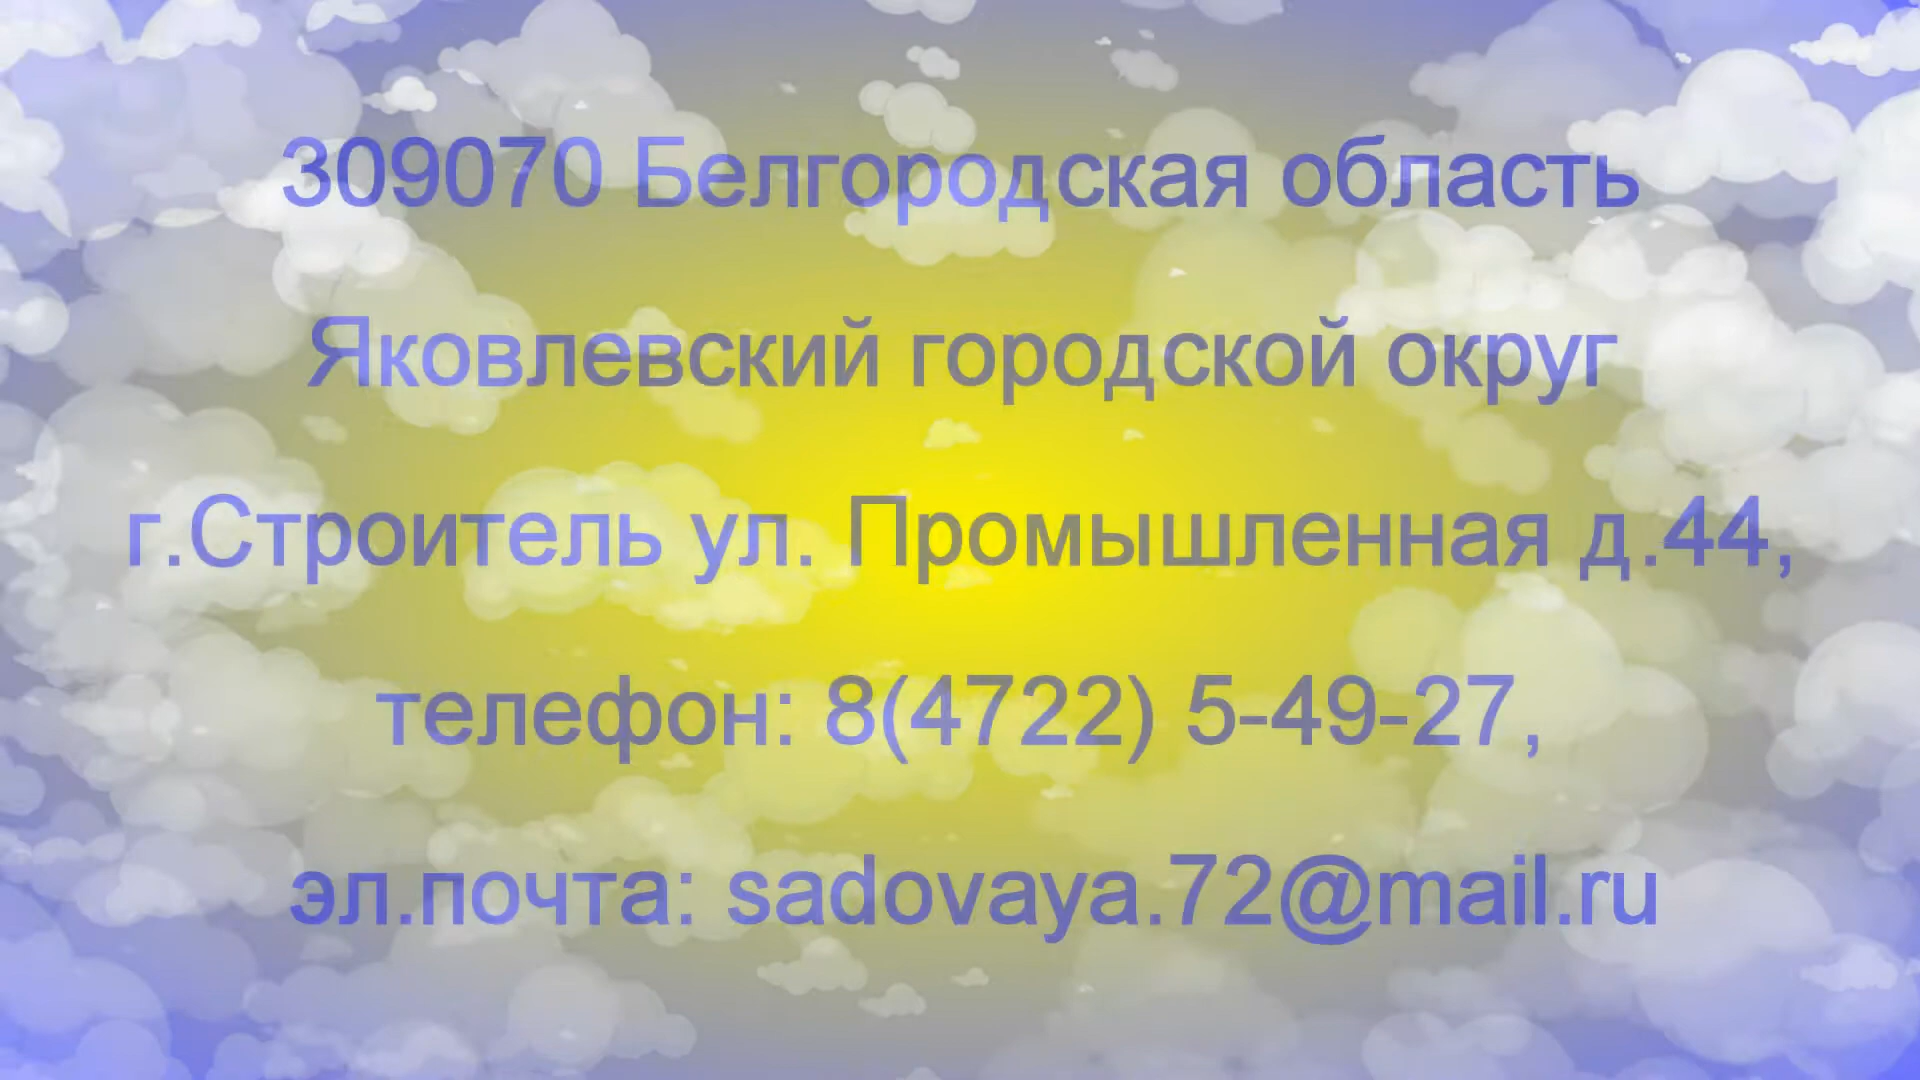 309070 Белгородская область
Яковлевский городской округ
г.Строитель ул. Промышленная д.44,
телефон: 8(4722) 5-49-27,
эл.почта: sadovaya.72@mail.ru